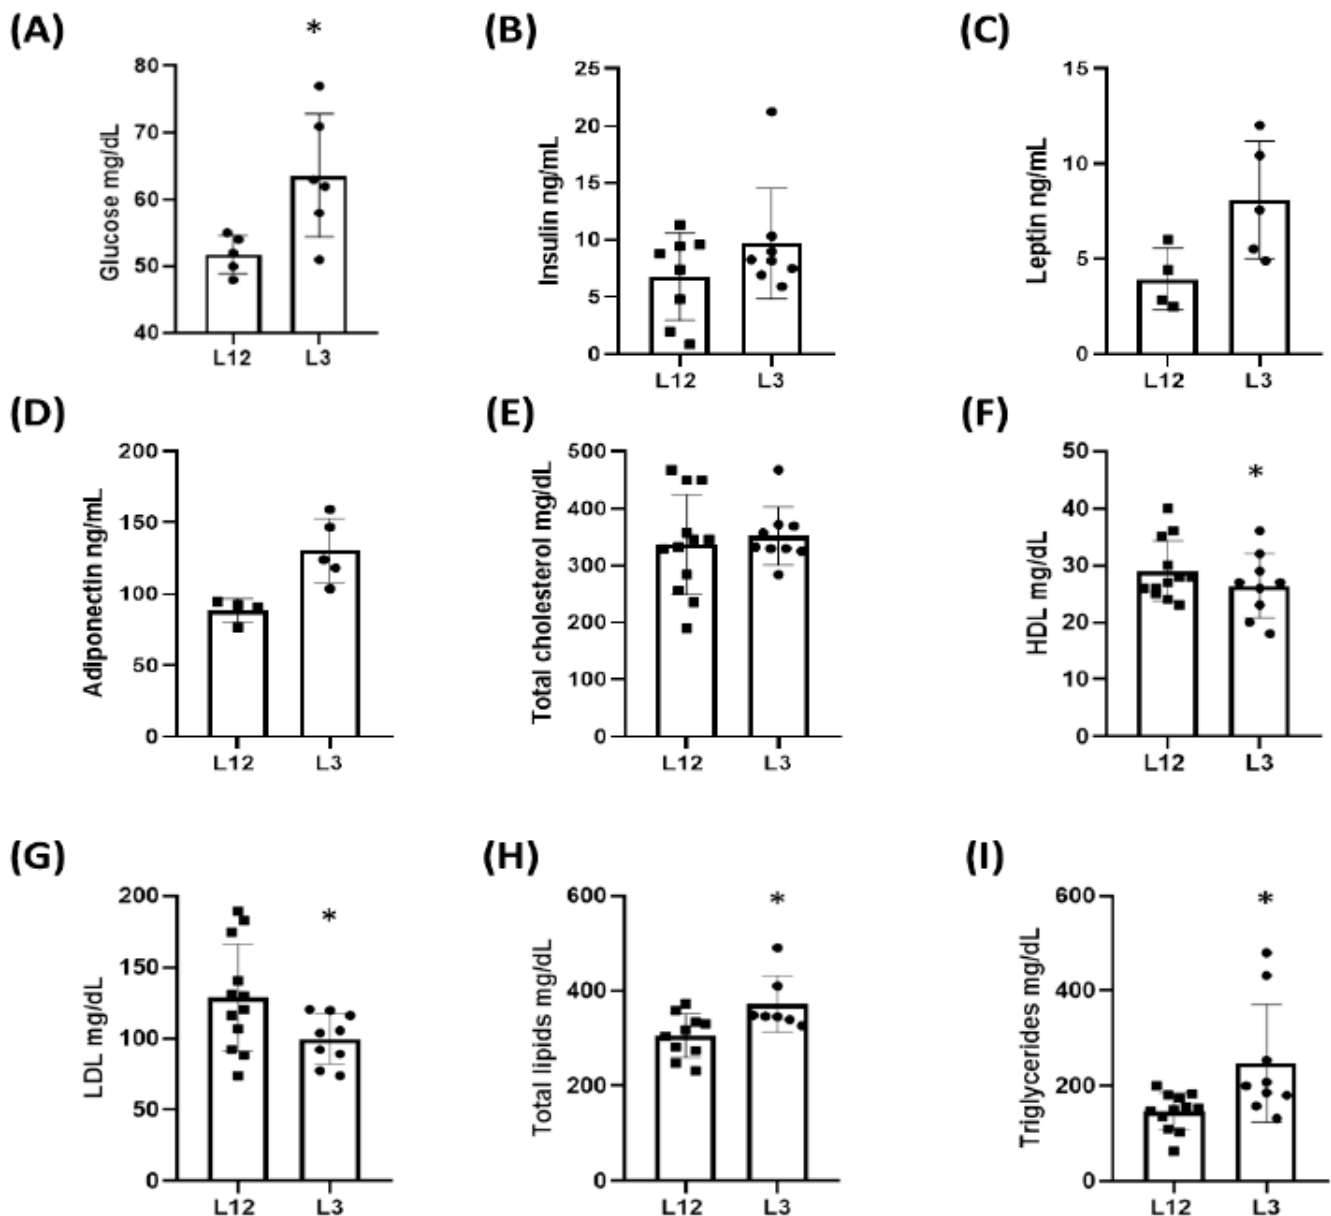 (A)
*
Glucose mg/dL
80
70
60
50
40
L12 L3
(B)
Insulin ng/mL
25
20
15
10
5
0
L12 L3
(C)
Leptin ng/mL
15
10
5
0
L12 L3
(D)
Adiponectin ng/mL
200
150
100
50
0
L12 L3
(E)
Total cholesterol mg/dL
500
400
300
200
100
0
L12 L3
(F)
*
HDL mg/dL
50
40
30
20
10
0
L12 L3
(G)
*
LDL mg/dL
200
150
100
50
0
L12 L3
(H)
*
Total lipids mg/dL
600
400
200
0
L12 L3
(I)
*
Triglycerides mg/dL
600
400
200
0
L12 L3